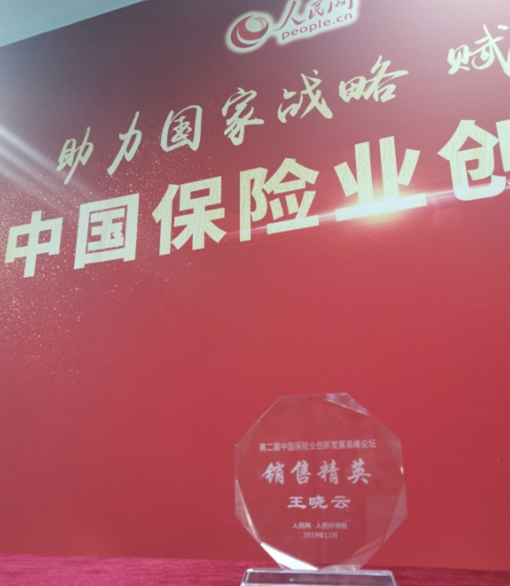 人民网
people.cn
助力国家战略 赋
中国保险业创
第二届中国保险业创新发展高峰论坛
销售精英
王晓云
人民网·人民好保险
2019年12月